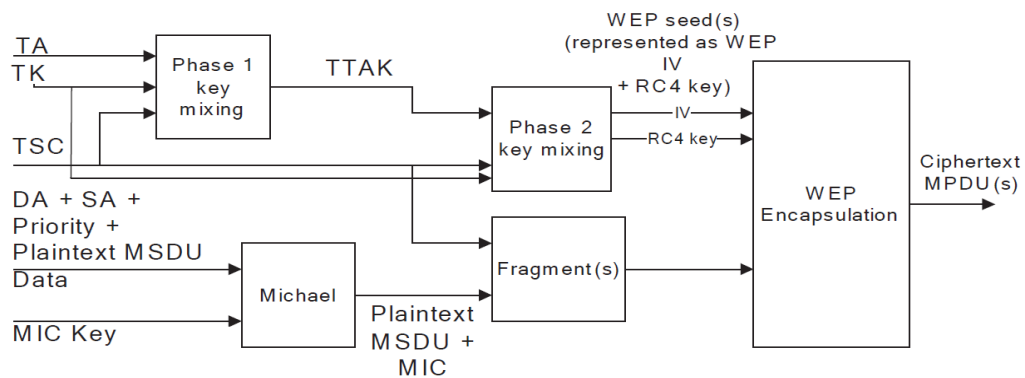 TA
TK
TSC
Phase 1
key
mixing
TTAK
WEP seed(s)
(represented as WEP
IV
+ RC4 key)
IV
RC4 key
Phase 2
key mixing
DA + SA +
Priority +
Plaintext MSDU
Data
MIC Key
Michael
Plaintext
MSDU +
MIC
Fragment(s)
WEP
Encapsulation
Ciphertext
MPDU(s)